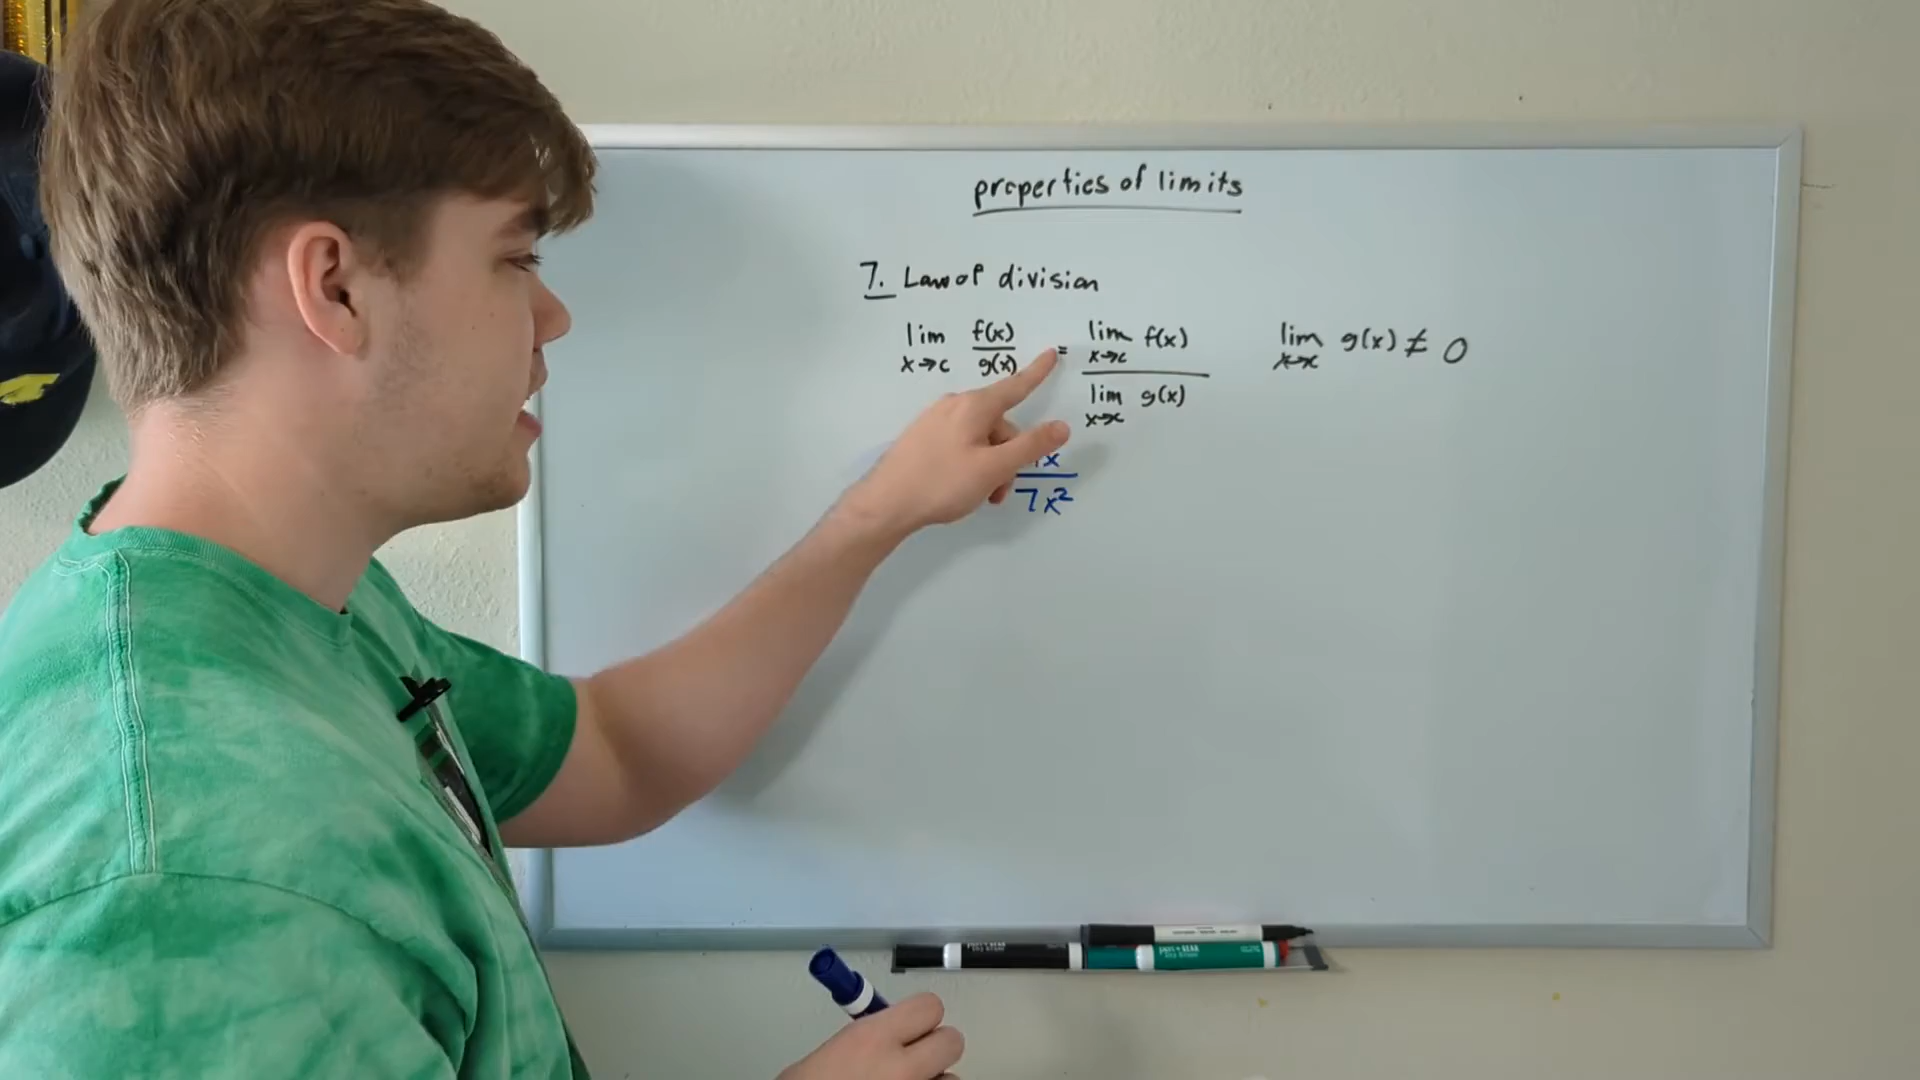 properties of limits
7. Law of division
lim x→c f(x)/g(x) = lim x→c f(x) / lim x→c g(x)   lim x→c g(x) ≠ 0
x
7x²